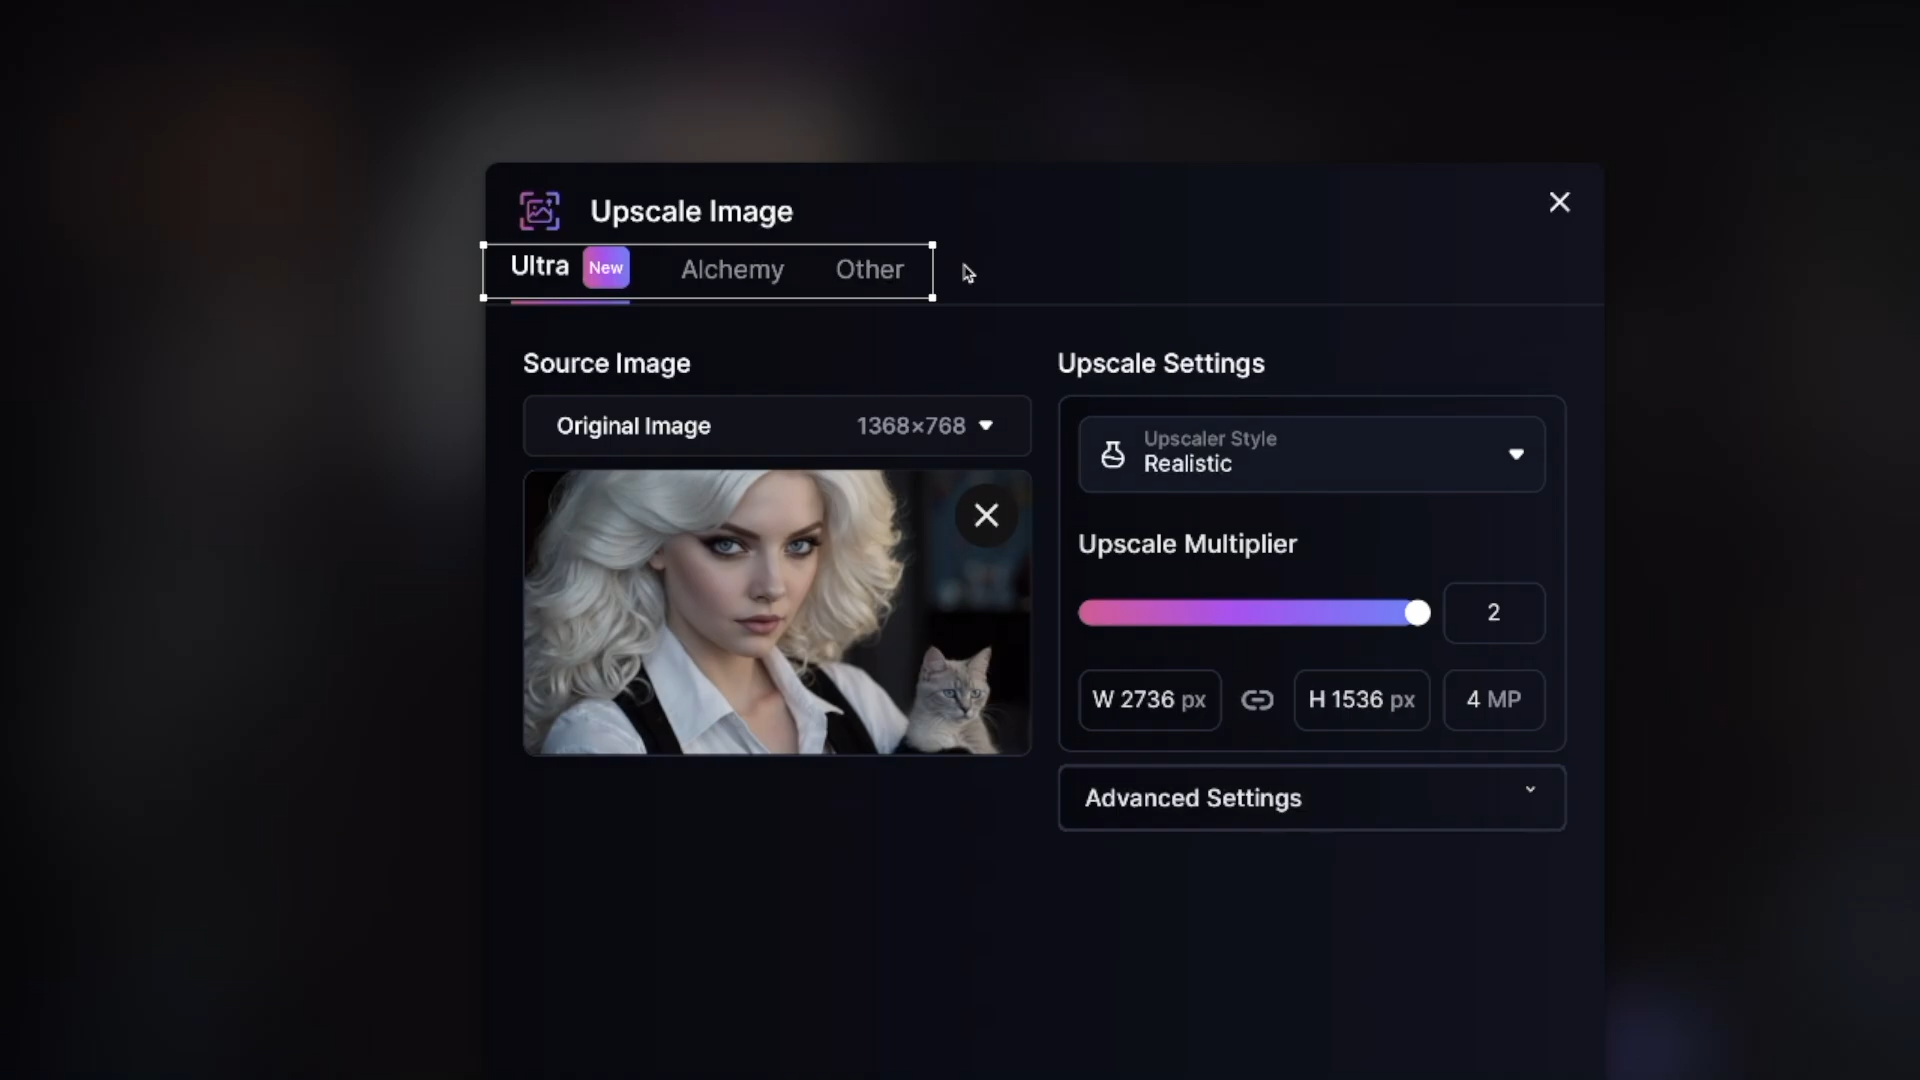 Upscale Image
Ultra New Alchemy Other
Source Image
Original Image 1368×768
Upscale Settings
Upscaler Style
Realistic
Upscale Multiplier
2
W 2736 px H 1536 px 4 MP
Advanced Settings